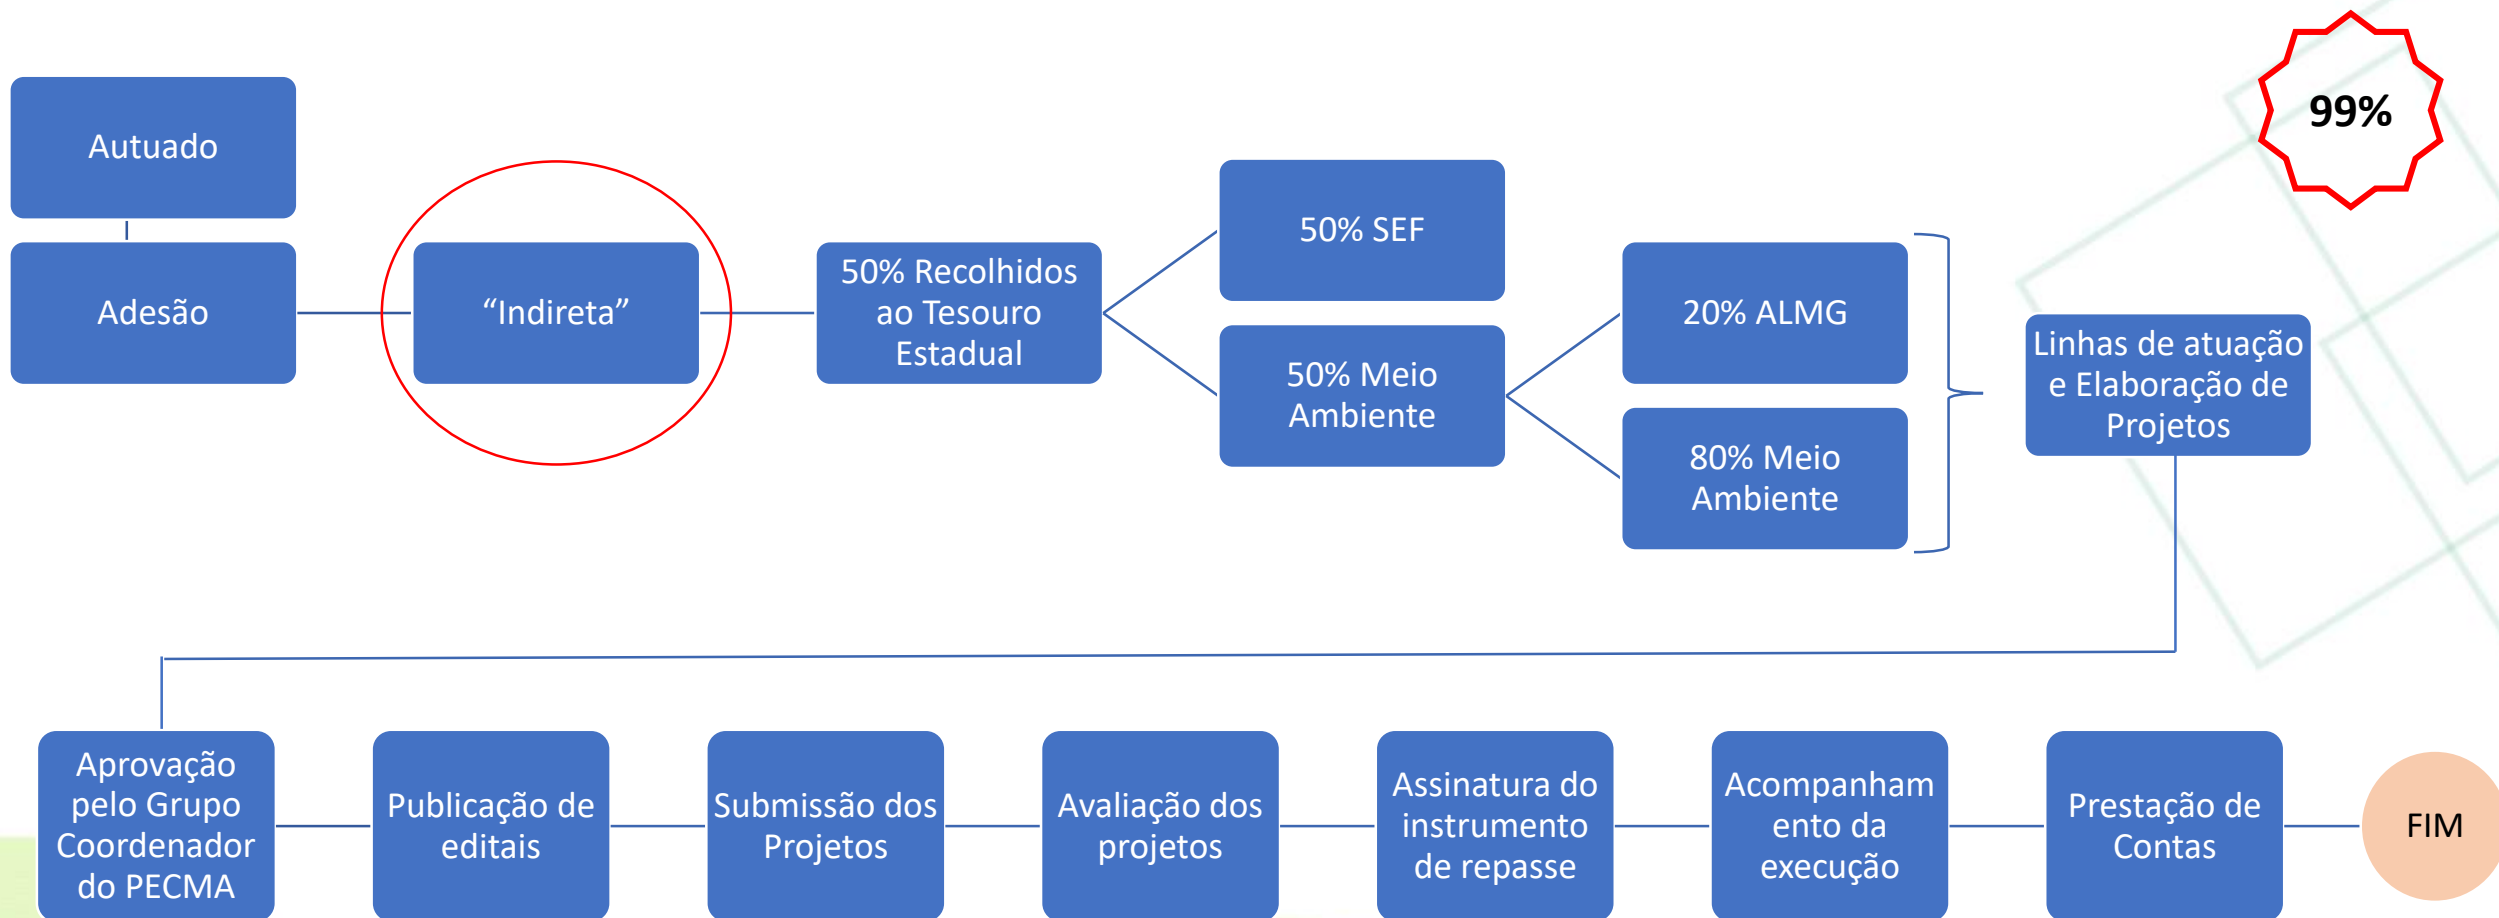 99%
Autuado
Adesão
“Indireta”
50% Recolhidos
ao Tesouro
Estadual
50% SEF
50% Meio
Ambiente
20% ALMG
80% Meio
Ambiente
Linhas de atuação
e Elaboração de
Projetos
Aprovação
pelo Grupo
Coordenador
do PECMA
Publicação de
editais
Submissão dos
Projetos
Avaliação dos
projetos
Assinatura do
instrumento
de repasse
Acompanham
ento da
execução
Prestação de
Contas
FIM